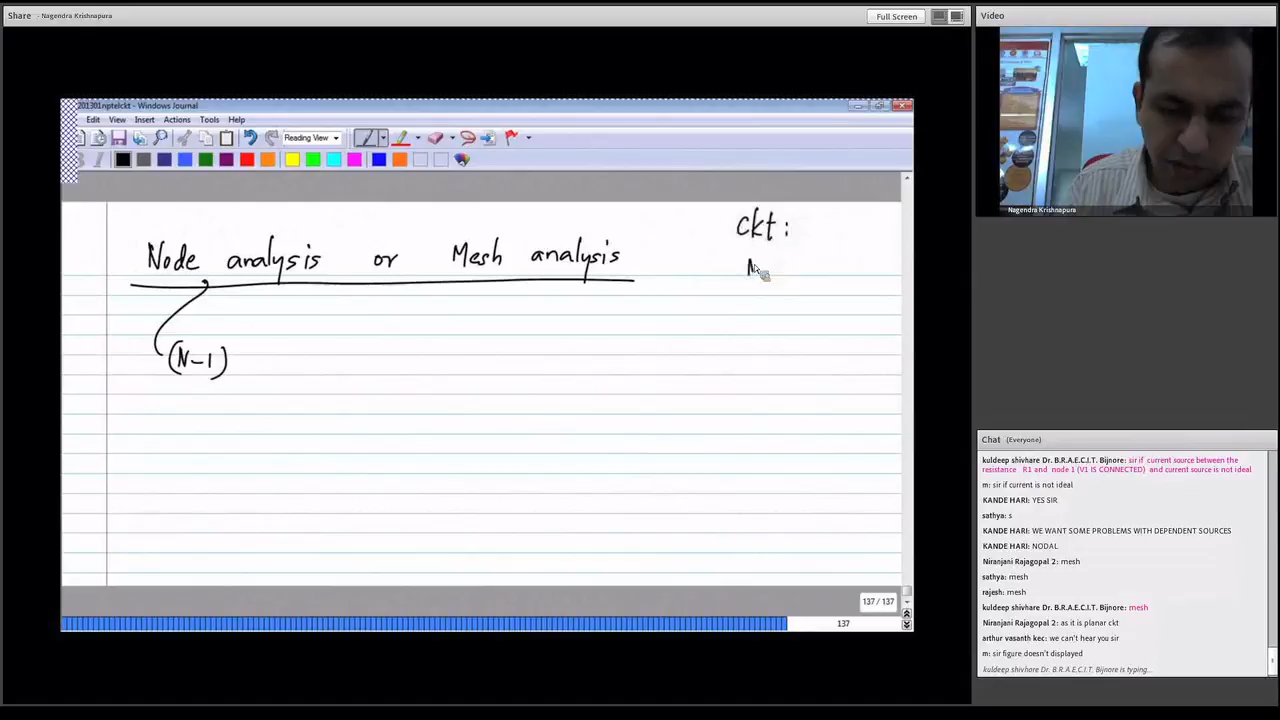 Share - Nagendra Krishnapura
Full Screen
Video
201301nptelckt - Windows Journal
Edit View Insert Actions Tools Help
Reading View
Ckt :
Node analysis or Mesh analysis
N
(N-1)
137 / 137
137
Nagendra Krishnapura
Chat (Everyone)
kuldeep shivhare Dr. B.R.A.E.C.I.T. Bijnore: sir if current source between the
resistance R1 and node 1 (V1 IS CONNECTED) and current source is not ideal
m: sir if current is not ideal
KANDE HARI: YES SIR
sathya: s
KANDE HARI: WE WANT SOME PROBLEMS WITH DEPENDENT SOURCES
KANDE HARI: NODAL
Niranjani Rajagopal 2: mesh
sathya: mesh
rajesh: mesh
kuldeep shivhare Dr. B.R.A.E.C.I.T. Bijnore: mesh
Niranjani Rajagopal 2: as it is planar ckt
arthur vasanth kec: we can't hear you sir
m: sir figure doesn't displayed
kuldeep shivhare Dr. B.R.A.E.C.I.T. Bijnore is typing...